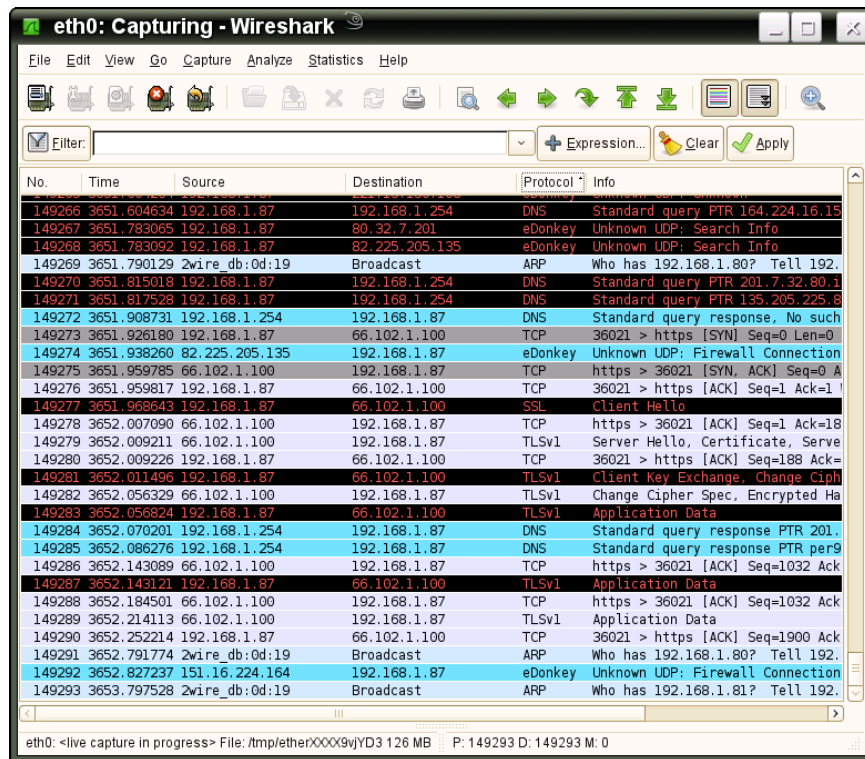 eth0: Capturing - Wireshark
File Edit View Go Capture Analyze Statistics Help
Filter: Expression... Clear Apply
No. Time Source Destination Protocol Info
149266 3651.604634 192.168.1.87 192.168.1.254 DNS Standard query PTR 164.224.16.15
149267 3651.783065 192.168.1.87 80.32.7.201 eDonkey Unknown UDP: Search Info
149268 3651.783092 192.168.1.87 82.225.205.135 eDonkey Unknown UDP: Search Info
149269 3651.790129 2wire_db:0d:19 Broadcast ARP Who has 192.168.1.80? Tell 192.
149270 3651.815018 192.168.1.87 192.168.1.254 DNS Standard query PTR 201.7.32.80.i
149271 3651.817528 192.168.1.87 192.168.1.254 DNS Standard query PTR 135.205.225.8
149272 3651.908731 192.168.1.254 192.168.1.87 DNS Standard query response, No such
149273 3651.926180 192.168.1.87 66.102.1.100 TCP 36021 > https [SYN] Seq=0 Len=0
149274 3651.938260 82.225.205.135 192.168.1.87 eDonkey Unknown UDP: Firewall Connection
149275 3651.959785 66.102.1.100 192.168.1.87 TCP https > 36021 [SYN, ACK] Seq=0 A
149276 3651.959817 192.168.1.87 66.102.1.100 TCP 36021 > https [ACK] Seq=1 Ack=1
149277 3651.968643 192.168.1.87 66.102.1.100 SSL Client Hello
149278 3652.007090 66.102.1.100 192.168.1.87 TCP https > 36021 [ACK] Seq=1 Ack=18
149279 3652.009211 66.102.1.100 192.168.1.87 TLSv1 Server Hello, Certificate, Serve
149280 3652.009226 192.168.1.87 66.102.1.100 TCP 36021 > https [ACK] Seq=188 Ack=
149281 3652.011496 192.168.1.87 66.102.1.100 TLSv1 Client Key Exchange, Change Ciph
149282 3652.056329 66.102.1.100 192.168.1.87 TLSv1 Change Cipher Spec, Encrypted Ha
149283 3652.056824 192.168.1.87 66.102.1.100 TLSv1 Application Data
149284 3652.070201 192.168.1.254 192.168.1.87 DNS Standard query response PTR 201.
149285 3652.086276 192.168.1.254 192.168.1.87 DNS Standard query response PTR per9
149286 3652.143089 66.102.1.100 192.168.1.87 TCP https > 36021 [ACK] Seq=1032 Ack
149287 3652.143121 192.168.1.87 66.102.1.100 TLSv1 Application Data
149288 3652.184501 66.102.1.100 192.168.1.87 TCP https > 36021 [ACK] Seq=1032 Ack
149289 3652.214113 66.102.1.100 192.168.1.87 TLSv1 Application Data
149290 3652.252214 192.168.1.87 66.102.1.100 TCP 36021 > https [ACK] Seq=1900 Ack
149291 3652.791774 2wire_db:0d:19 Broadcast ARP Who has 192.168.1.80? Tell 192.
149292 3652.827237 151.16.224.164 192.168.1.87 eDonkey Unknown UDP: Firewall Connection
149293 3653.797528 2wire_db:0d:19 Broadcast ARP Who has 192.168.1.81? Tell 192.
eth0: <live capture in progress> File: /tmp/etherXXXX9vjYD3 126 MB P: 149293 D: 149293 M: 0